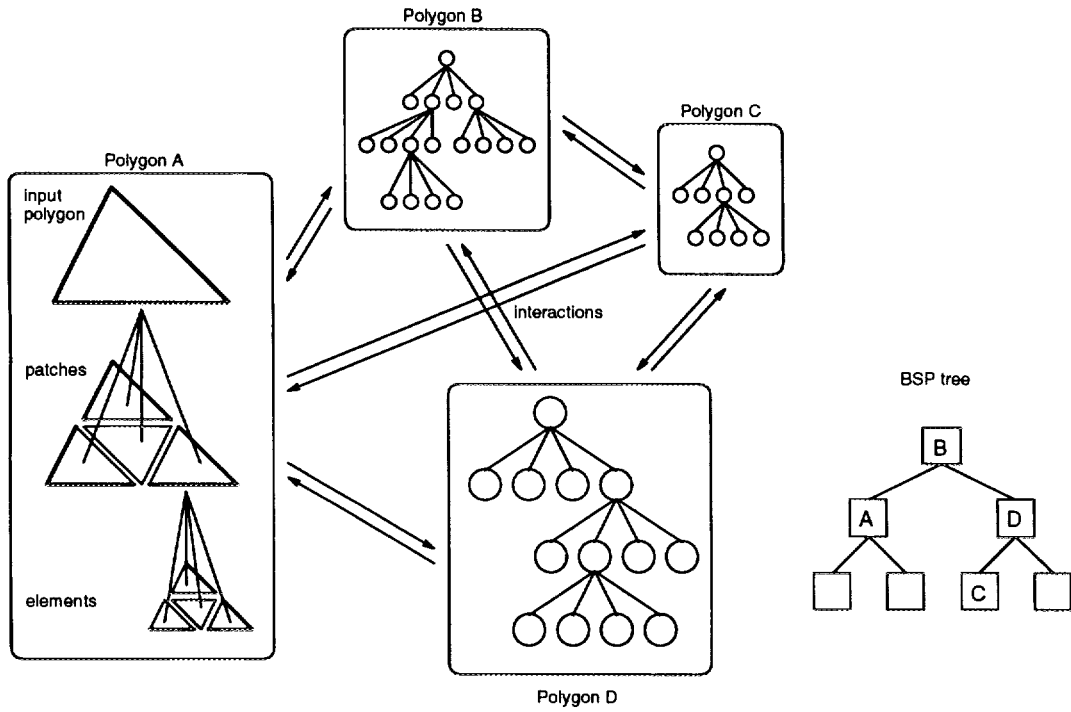 Polygon B
Polygon C
Polygon A
input
polygon
interactions
patches
BSP tree
B
A
D
C
elements
Polygon D